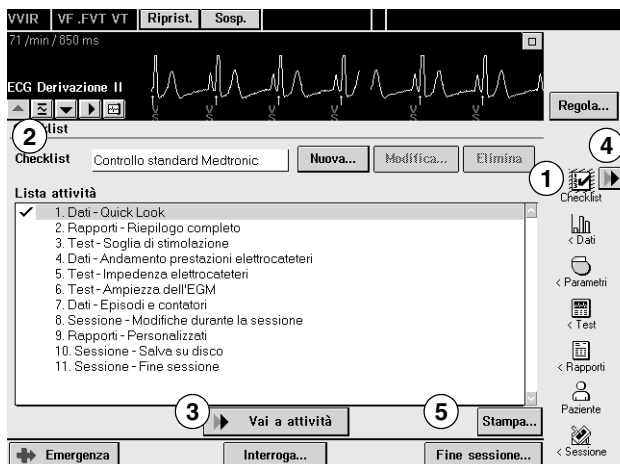 VVIR VF.FVT VT Riprist. Sosp.
71 /min / 850 ms
ECG Derivazione II
V S V S V S V S V S V S
Regola...
2 list 4
Checklist Controllo standard Medtronic Nuova... Modifica... Elimina 1
Checklist
Lista attività
✓ 1. Dati - Quick Look
2. Rapporti - Riepilogo completo
3. Test - Soglia di stimolazione
4. Dati - Andamento prestazioni elettrocateteri
5. Test - Impedenza elettrocateteri
6. Test - Ampiezza dell'EGM
7. Dati - Episodi e contatori
8. Sessione - Modifiche durante la sessione
9. Rapporti - Personalizzati
10. Sessione - Salva su disco
11. Sessione - Fine sessione
< Dati
< Parametri
< Test
< Rapporti
Paziente
< Sessione
3 Vai a attività 5 Stampa...
Emergenza Interroga... Fine sessione...